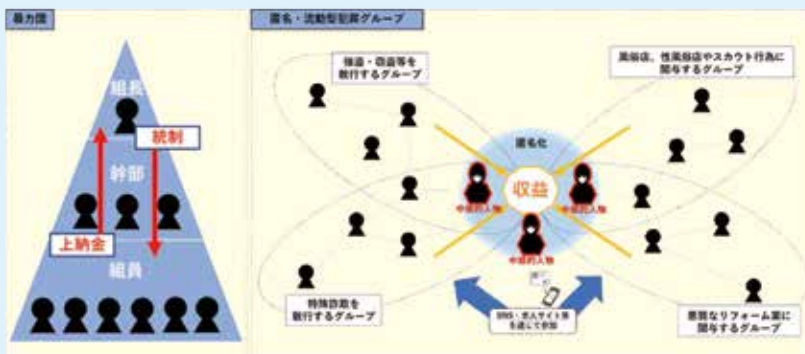 暴力団
組長
統制
幹部
上納金
組員
匿名・流動型犯罪グループ
強盗・窃盗等を
敢行するグループ
風俗店、性風俗店やスカウト行為に
関与するグループ
匿名化
収益
中核的人物
中核的人物
中核的人物
特殊詐欺を
敢行するグループ
SNS・求人サイト等
を通じて参加
悪質なリフォーム業に
関与するグループ